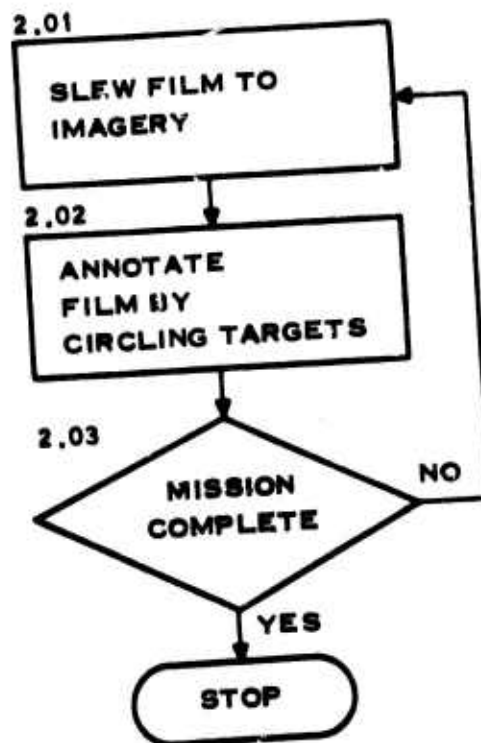 2.01
SLEW FILM TO
IMAGERY
2.02
ANNOTATE
FILM BY
CIRCLING TARGETS
2.03
MISSION
COMPLETE
NO
YES
STOP